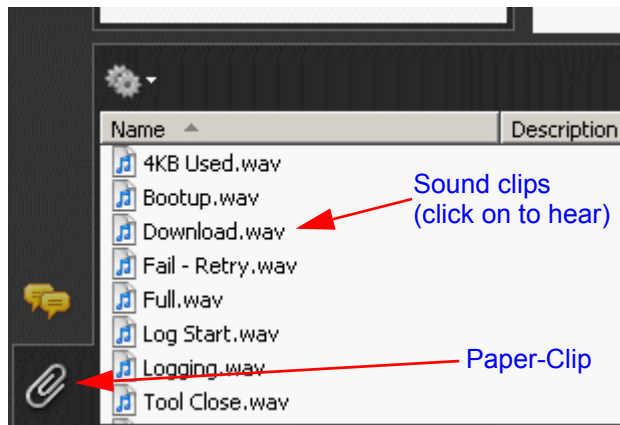 Name
Description
4KB Used.wav
Bootup.wav
Download.wav
Fail - Retry.wav
Full.wav
Log Start.wav
Logging.wav
Tool Close.wav
Sound clips
(click on to hear)
Paper-Clip